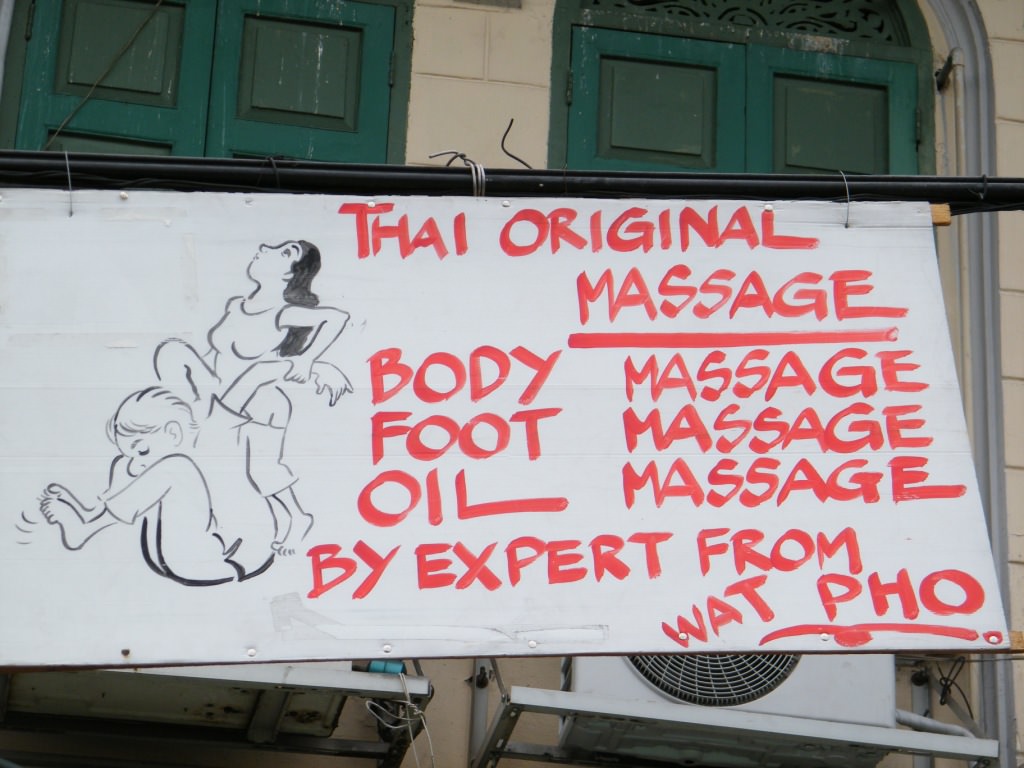 THAI ORIGINAL
MASSAGE
BODY MASSAGE
FOOT MASSAGE
OIL MASSAGE
BY EXPERT FROM
WAT PHO.